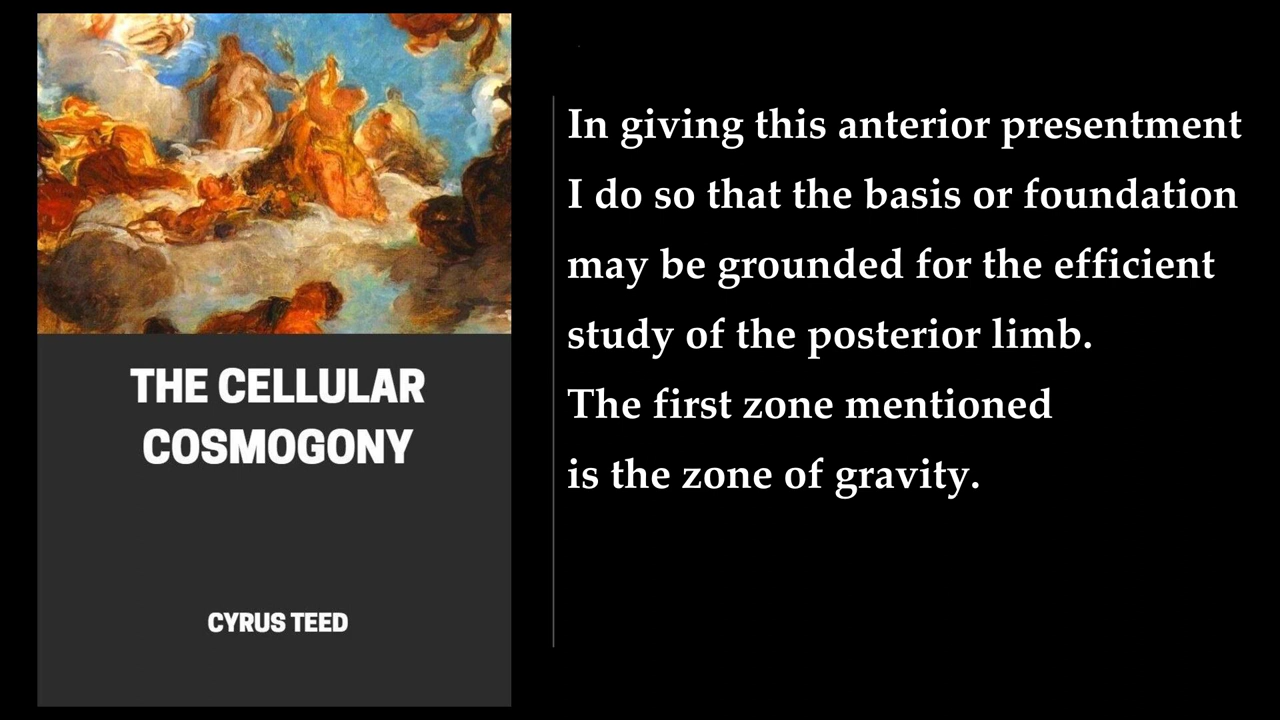 THE CELLULAR
COSMOGONY
CYRUS TEED
In giving this anterior presentment
I do so that the basis or foundation
may be grounded for the efficient
study of the posterior limb.
The first zone mentioned
is the zone of gravity.